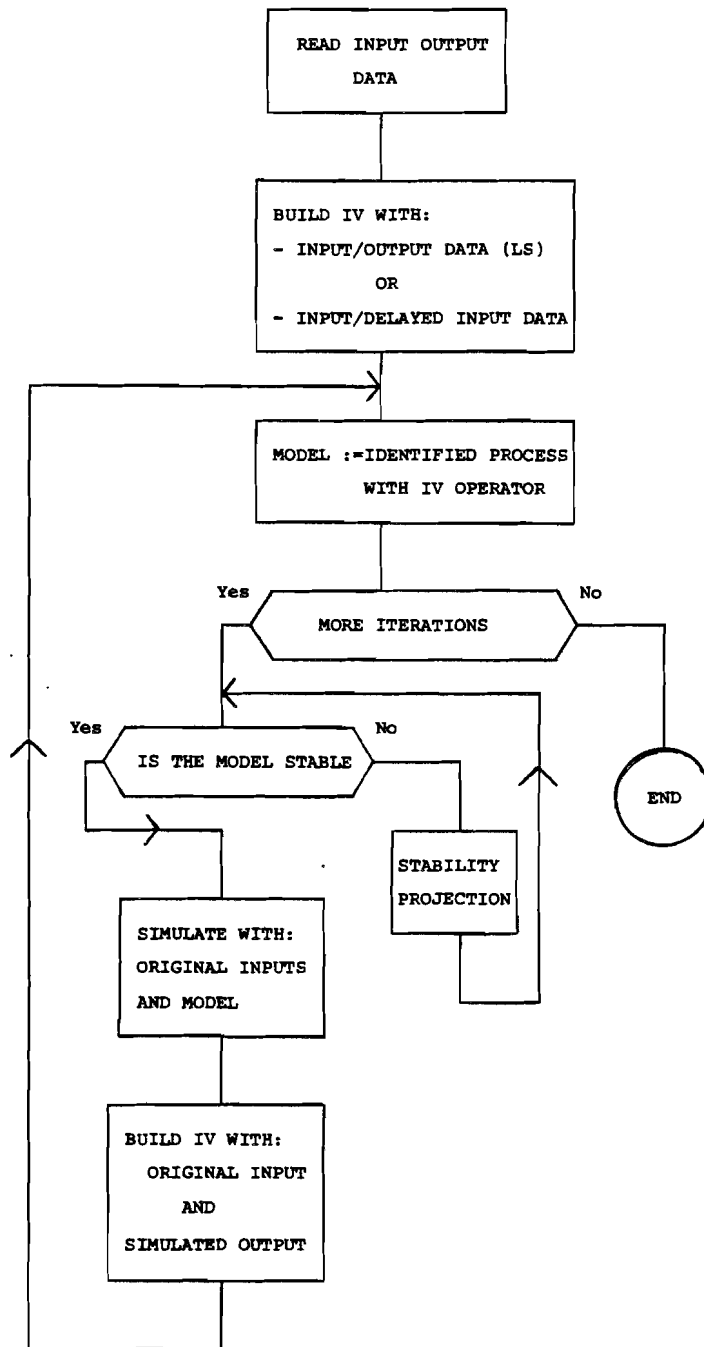 READ INPUT OUTPUT
DATA
BUILD IV WITH:
- INPUT/OUTPUT DATA (LS)
OR
- INPUT/DELAYED INPUT DATA
MODEL :=IDENTIFIED PROCESS
WITH IV OPERATOR
Yes
No
MORE ITERATIONS
Yes
No
IS THE MODEL STABLE
END
STABILITY
PROJECTION
SIMULATE WITH:
ORIGINAL INPUTS
AND MODEL
BUILD IV WITH:
ORIGINAL INPUT
AND
SIMULATED OUTPUT